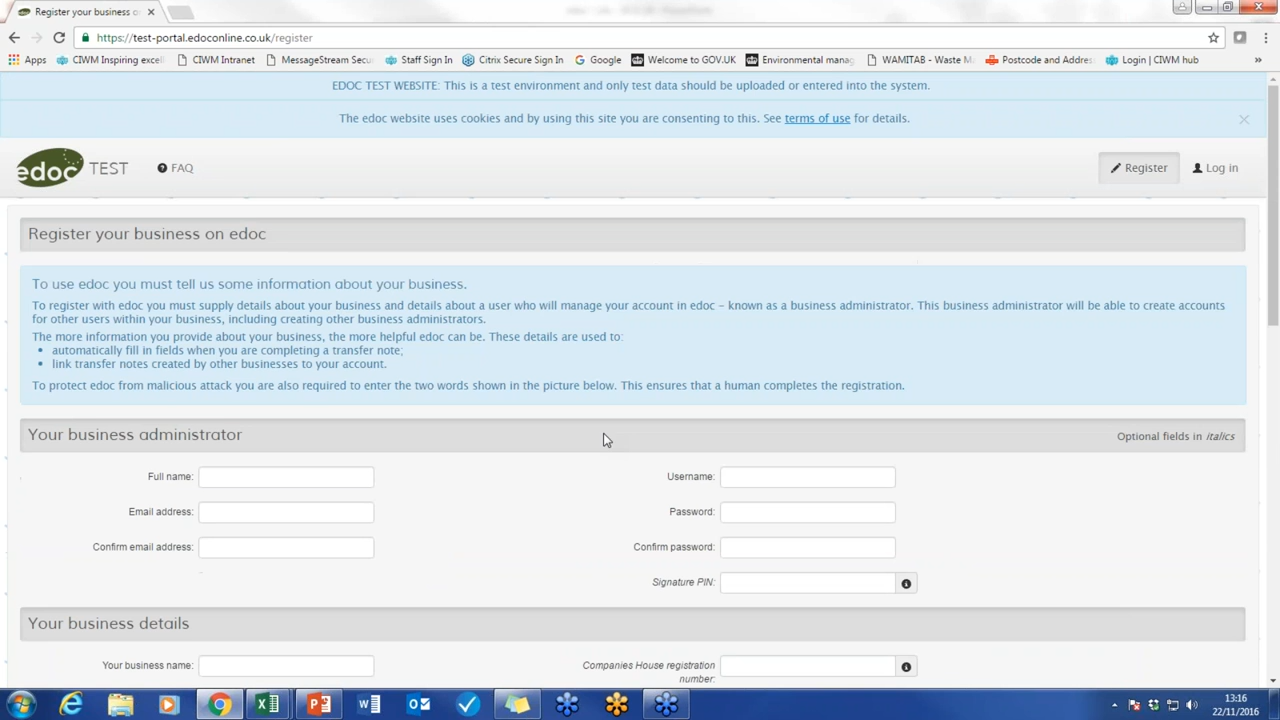 Register your business o
https://test-portal.edoconline.co.uk/register
Apps CIWM Inspiring excel CIWM Intranet MessageStream Secu Staff Sign In Citrix Secure Sign In Google Welcome to GOV.UK Environmental manag WAMITAB - Waste M Postcode and Addres Login | CIWM hub »
EDOC TEST WEBSITE: This is a test environment and only test data should be uploaded or entered into the system.
The edoc website uses cookies and by using this site you are consenting to this. See terms of use for details.
edoc TEST FAQ Register Log in
Register your business on edoc
To use edoc you must tell us some information about your business.
To register with edoc you must supply details about your business and details about a user who will manage your account in edoc – known as a business administrator. This business administrator will be able to create accounts
for other users within your business, including creating other business administrators.
The more information you provide about your business, the more helpful edoc can be. These details are used to:
• automatically fill in fields when you are completing a transfer note;
• link transfer notes created by other businesses to your account.
To protect edoc from malicious attack you are also required to enter the two words shown in the picture below. This ensures that a human completes the registration.
Your business administrator Optional fields in italics
Full name: Username:
Email address: Password:
Confirm email address: Confirm password:
Signature PIN:
Your business details
Your business name: Companies House registration
number:
13:16
22/11/2016